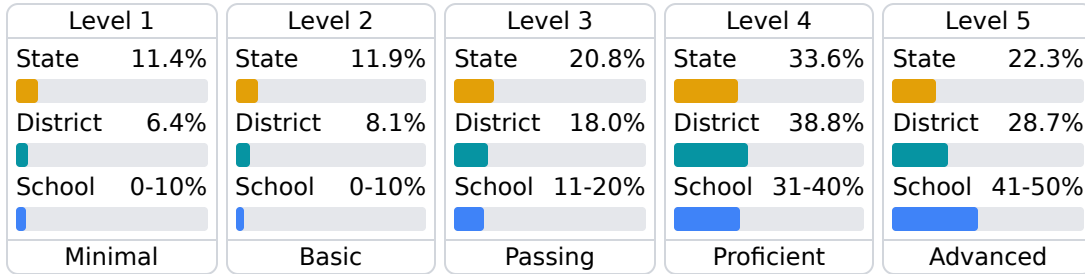 Level 1
State 11.4%
District 6.4%
School 0-10%
Minimal
Level 2
State 11.9%
District 8.1%
School 0-10%
Basic
Level 3
State 20.8%
District 18.0%
School 11-20%
Passing
Level 4
State 33.6%
District 38.8%
School 31-40%
Proficient
Level 5
State 22.3%
District 28.7%
School 41-50%
Advanced